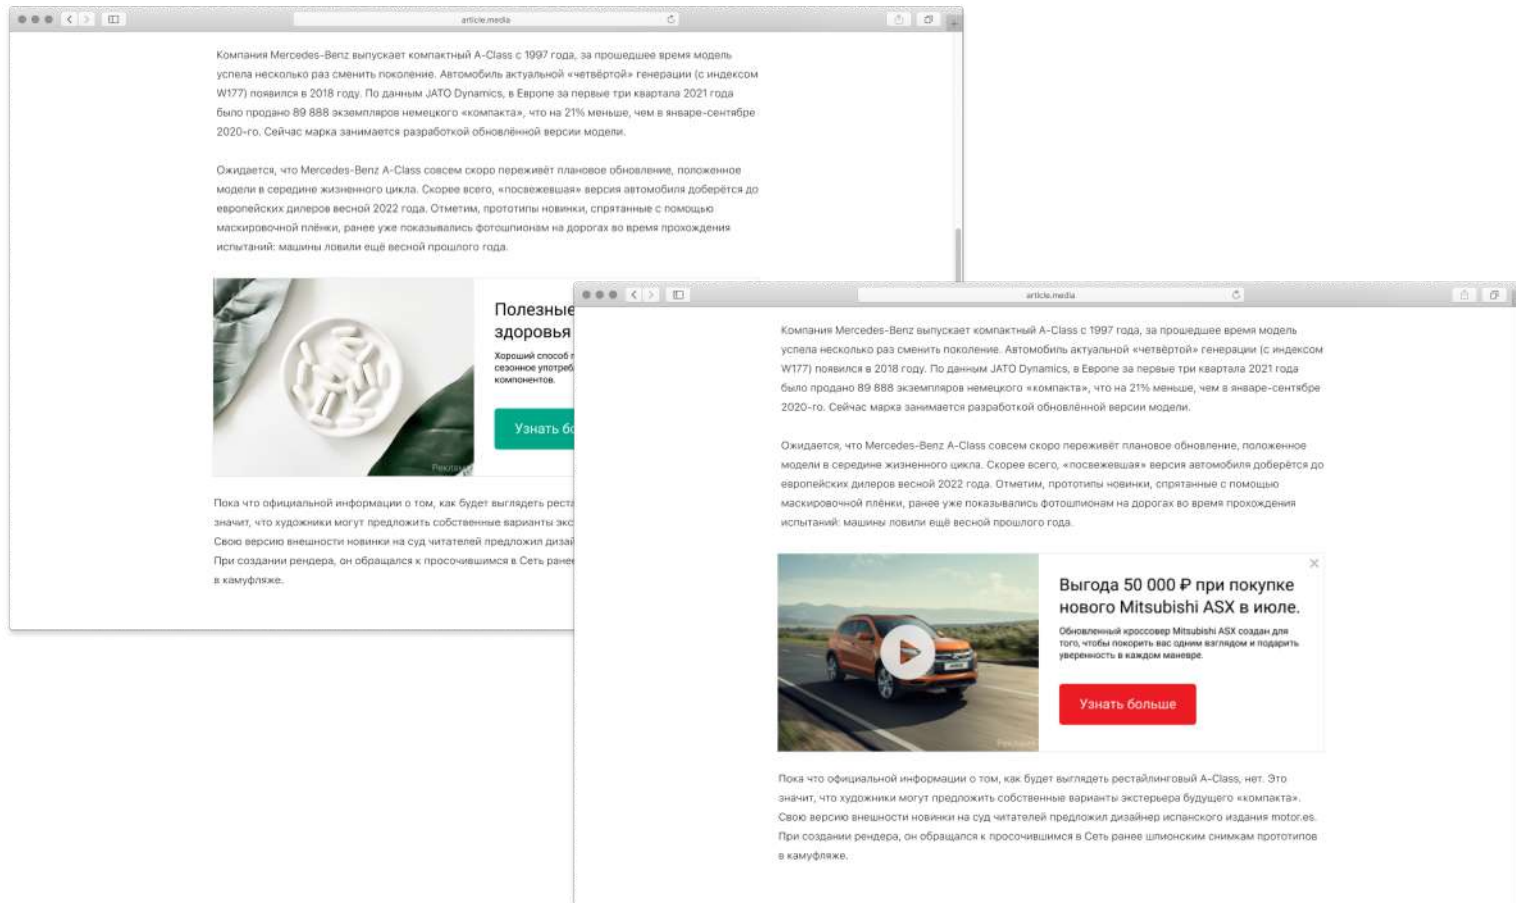 article.media
Компания Mercedes-Benz выпускает компактный A-Class с 1997 года, за прошедшее время модель
успела несколько раз сменить поколение. Автомобиль актуальной «четвёртой» генерации (с индексом
W177) появился в 2018 году. По данным JATO Dynamics, в Европе за первые три квартала 2021 года
было продано 89 888 экземпляров немецкого «компакта», что на 21% меньше, чем в январе-сентябре
2020-го. Сейчас марка занимается разработкой обновлённой версии модели.
Ожидается, что Mercedes-Benz A-Class совсем скоро переживёт плановое обновление, положенное
модели в середине жизненного цикла. Скорее всего, «посвежевшая» версия автомобиля доберётся до
европейских дилеров весной 2022 года. Отметим, прототипы новинки, спрятанные с помощью
маскировочной плёнки, ранее уже показывались фотошпионам на дорогах во время прохождения
испытаний: машины ловили ещё весной прошлого года.
Полезные
здоровья
Хороший способ
сезонное употреб
компонентов.
Узнать бо
Реклама
Пока что официальной информации о том, как будет выглядеть реста
значит, что художники могут предложить собственные варианты экс
Свою версию внешности новинки на суд читателей предложил дизай
При создании рендера, он обращался к просочившимся в Сеть ране
в камуфляже.
article.media
Компания Mercedes-Benz выпускает компактный A-Class с 1997 года, за прошедшее время модель
успела несколько раз сменить поколение. Автомобиль актуальной «четвёртой» генерации (с индексом
W177) появился в 2018 году. По данным JATO Dynamics, в Европе за первые три квартала 2021 года
было продано 89 888 экземпляров немецкого «компакта», что на 21% меньше, чем в январе-сентябре
2020-го. Сейчас марка занимается разработкой обновлённой версии модели.
Ожидается, что Mercedes-Benz A-Class совсем скоро переживёт плановое обновление, положенное
модели в середине жизненного цикла. Скорее всего, «посвежевшая» версия автомобиля доберётся до
европейских дилеров весной 2022 года. Отметим, прототипы новинки, спрятанные с помощью
маскировочной плёнки, ранее уже показывались фотошпионам на дорогах во время прохождения
испытаний: машины ловили ещё весной прошлого года.
Выгода 50 000 ₽ при покупке
нового Mitsubishi ASX в июле.
Обновленный кроссовер Mitsubishi ASX создан для
того, чтобы покорить вас одним взглядом и подарить
уверенность в каждом маневре.
Узнать больше
Реклама
Пока что официальной информации о том, как будет выглядеть рестайлинговый A-Class, нет. Это
значит, что художники могут предложить собственные варианты экстерьера будущего «компакта».
Свою версию внешности новинки на суд читателей предложил дизайнер испанского издания motor.es.
При создании рендера, он обращался к просочившимся в Сеть ранее шпионским снимкам прототипов
в камуфляже.